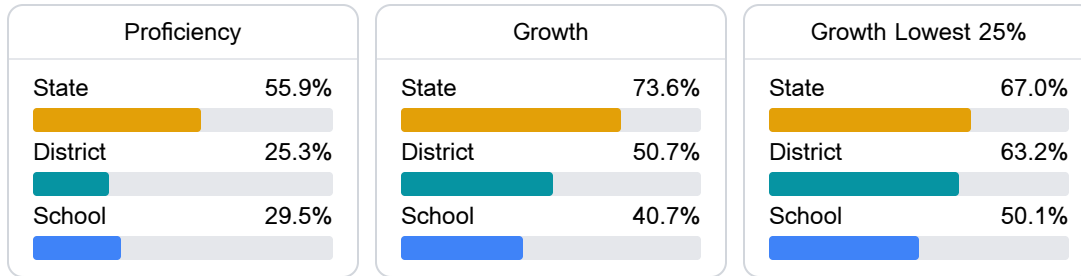 Proficiency
State 55.9%
District 25.3%
School 29.5%
Growth
State 73.6%
District 50.7%
School 40.7%
Growth Lowest 25%
State 67.0%
District 63.2%
School 50.1%